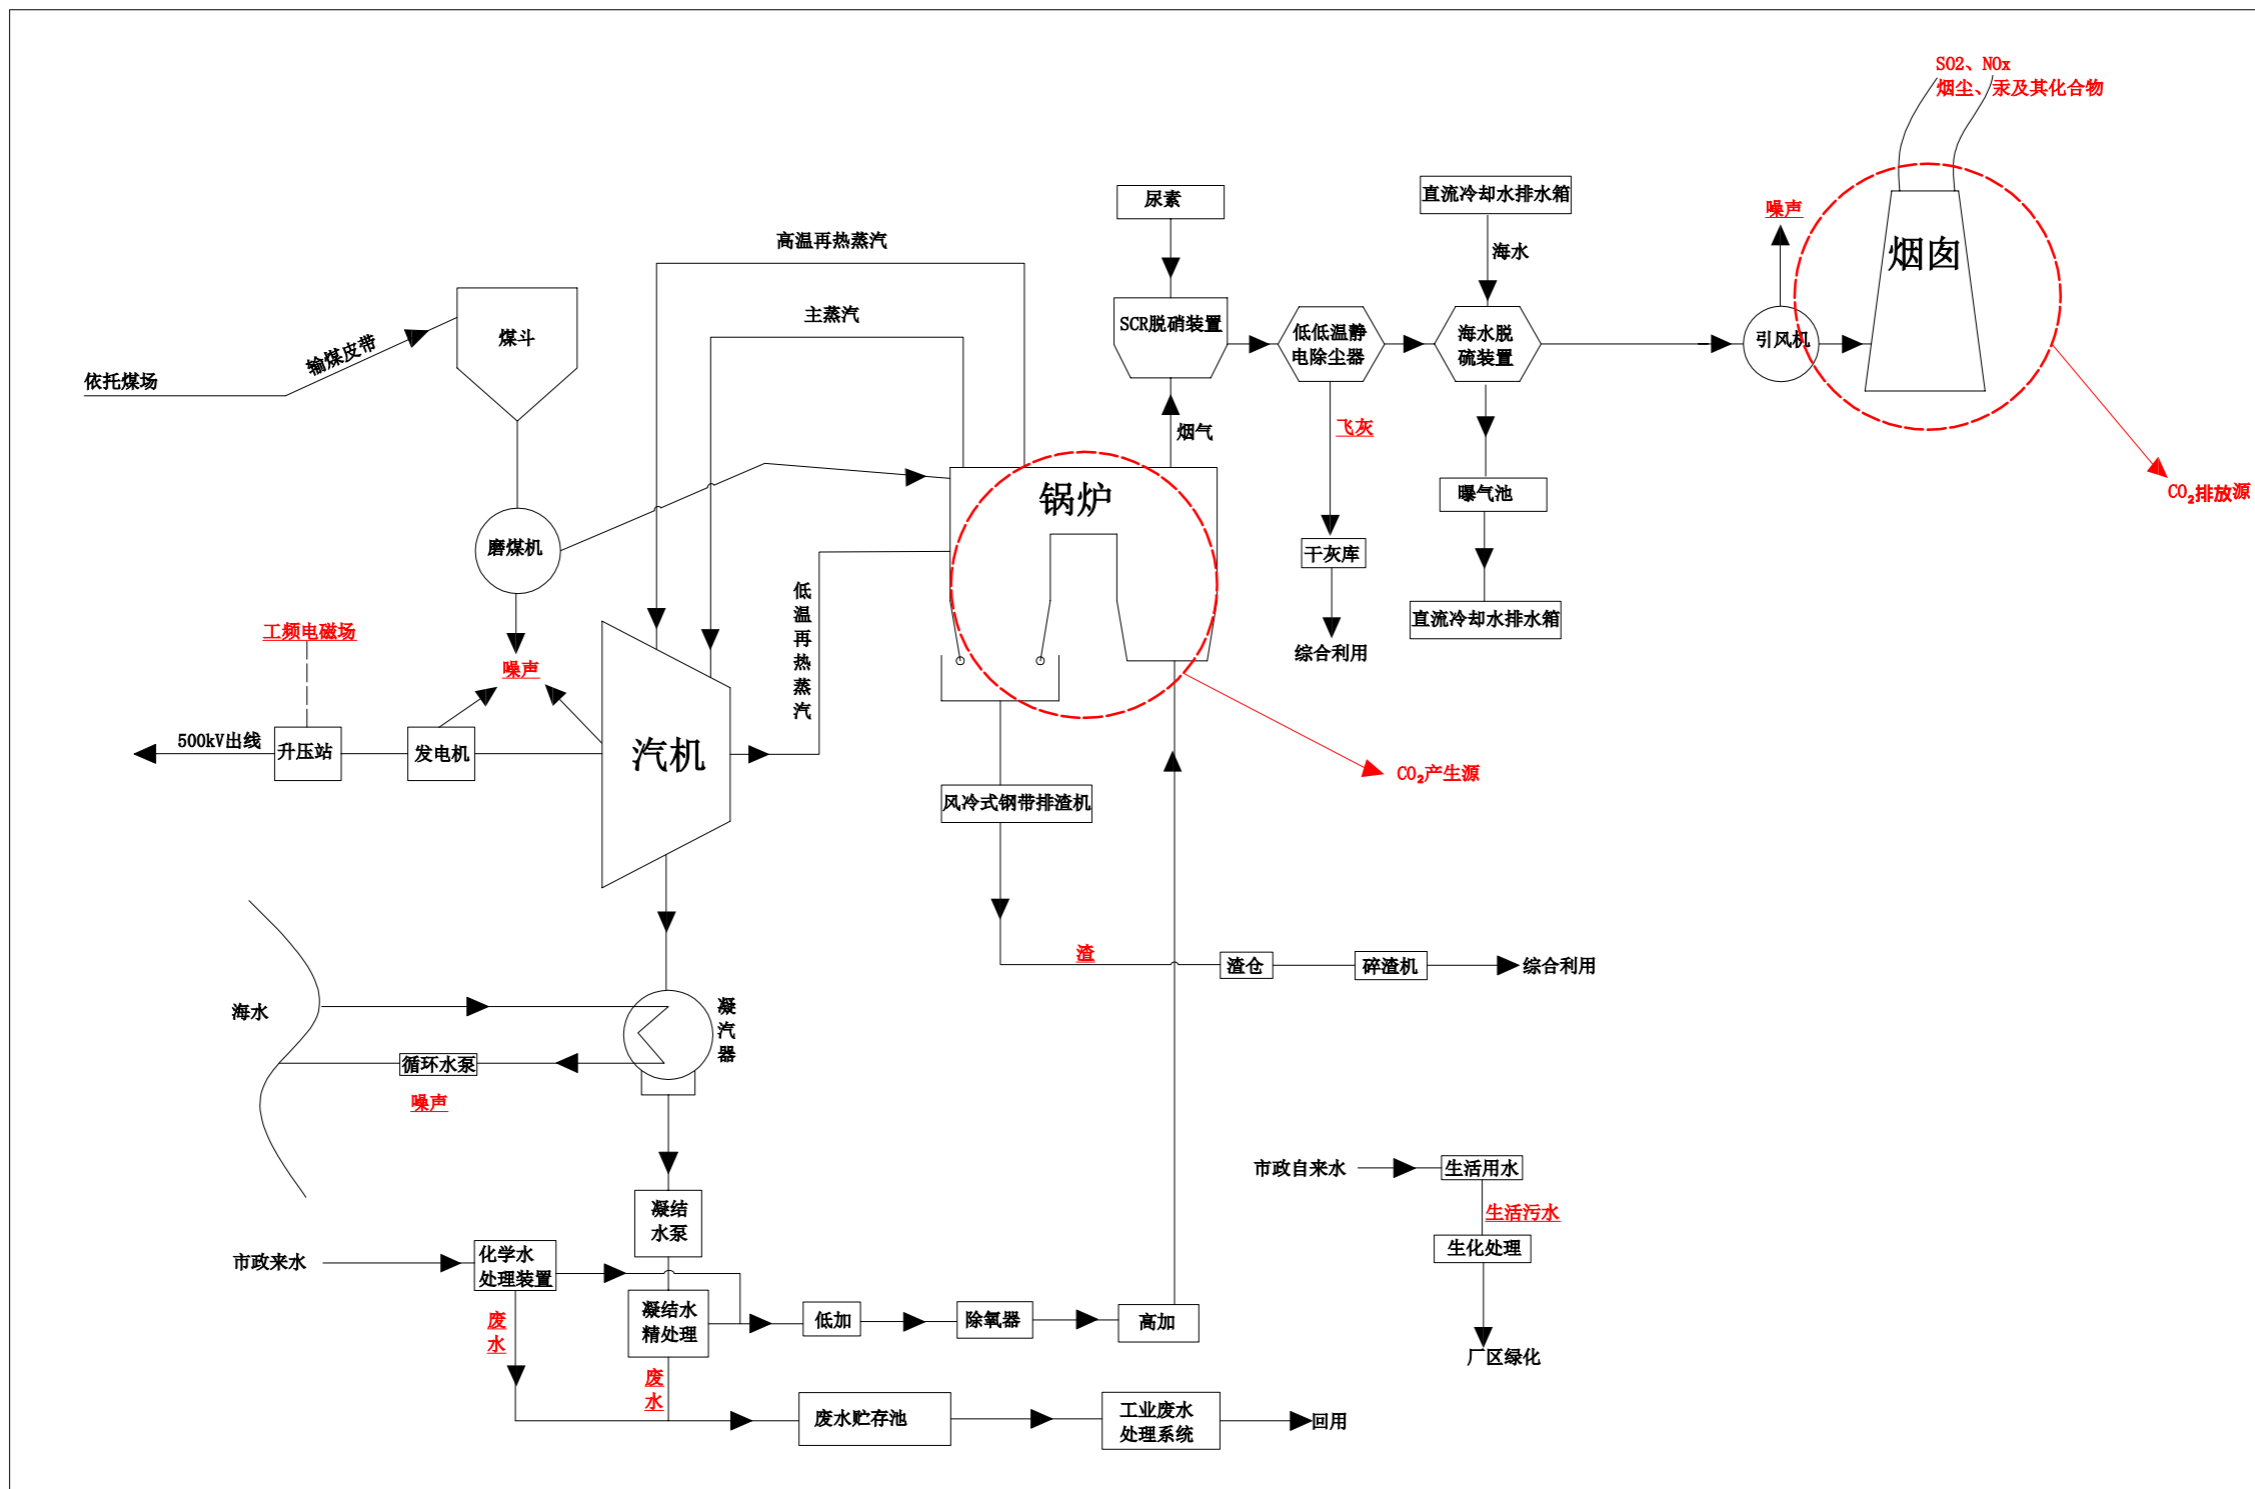 SO2、NOx
烟尘、汞及其化合物
尿素
直流冷却水排水箱
噪声
高温再热蒸汽
海水
烟囱
主蒸汽
SCR脱硝装置
低低温静
电除尘器
海水脱
硫装置
引风机
煤斗
输煤皮带
依托煤场
烟气
飞灰
锅炉
曝气池
CO₂排放源
磨煤机
干灰库
低温再热蒸汽
直流冷却水排水箱
工频电磁场
噪声
综合利用
500kV出线
升压站
发电机
汽机
CO₂产生源
风冷式钢带排渣机
渣
渣仓
碎渣机
综合利用
海水
凝汽器
循环水泵
噪声
市政自来水
生活用水
生活污水
凝结
水泵
市政来水
化学水
处理装置
生化处理
凝结水
精处理
低加
除氧器
高加
废水
厂区绿化
废水
废水贮存池
工业废水
处理系统
回用